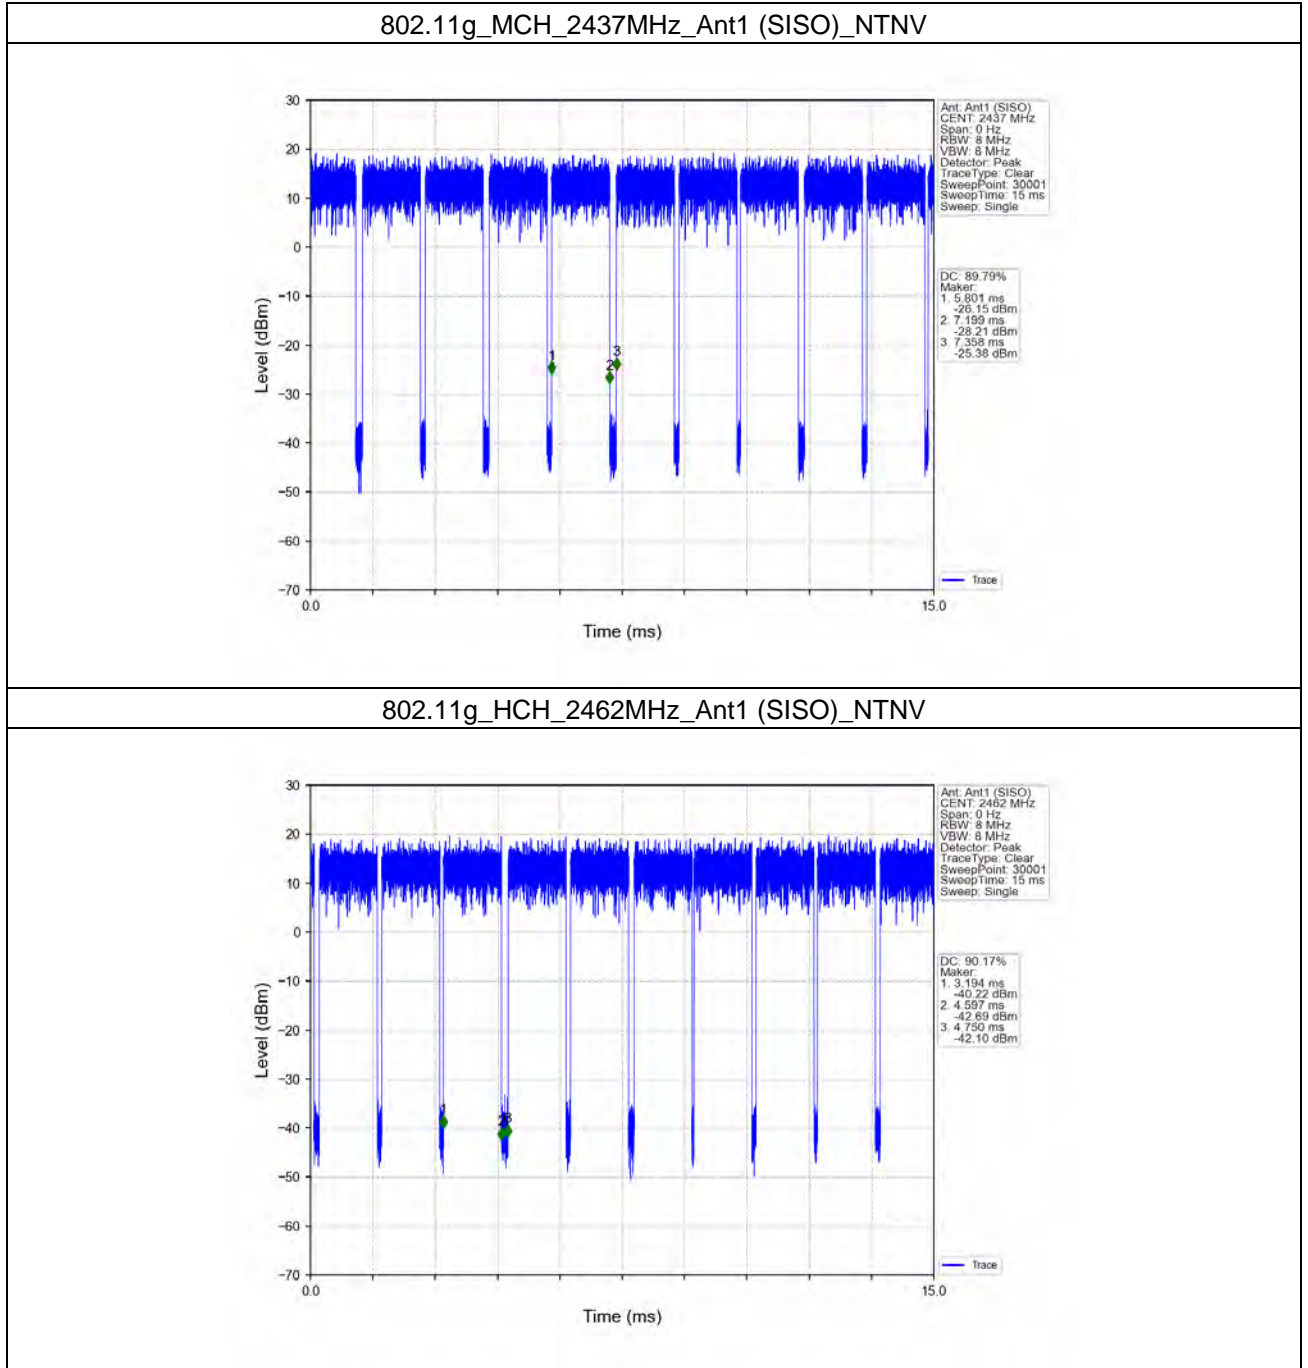 802.11g_MCH_2437MHz_Ant1 (SISO)_NTNV
30
20
10
0
−10
−20
−30
−40
−50
−60
−70
Level (dBm)
0.0
15.0
Time (ms)
1
2
3
Ant: Ant1 (SISO)
CENT: 2437 MHz
Span: 0 Hz
RBW: 8 MHz
VBW: 8 MHz
Detector: Peak
TraceType: Clear
SweepPoint: 30001
SweepTime: 15 ms
Sweep: Single
DC: 89.79%
Maker:
1. 5.801 ms
-26.15 dBm
2. 7.199 ms
-28.21 dBm
3. 7.358 ms
-25.38 dBm
Trace
802.11g_HCH_2462MHz_Ant1 (SISO)_NTNV
30
20
10
0
−10
−20
−30
−40
−50
−60
−70
Level (dBm)
0.0
15.0
Time (ms)
1
2
3
Ant: Ant1 (SISO)
CENT: 2462 MHz
Span: 0 Hz
RBW: 8 MHz
VBW: 8 MHz
Detector: Peak
TraceType: Clear
SweepPoint: 30001
SweepTime: 15 ms
Sweep: Single
DC: 90.17%
Maker:
1. 3.194 ms
-40.22 dBm
2. 4.597 ms
-42.69 dBm
3. 4.750 ms
-42.10 dBm
Trace